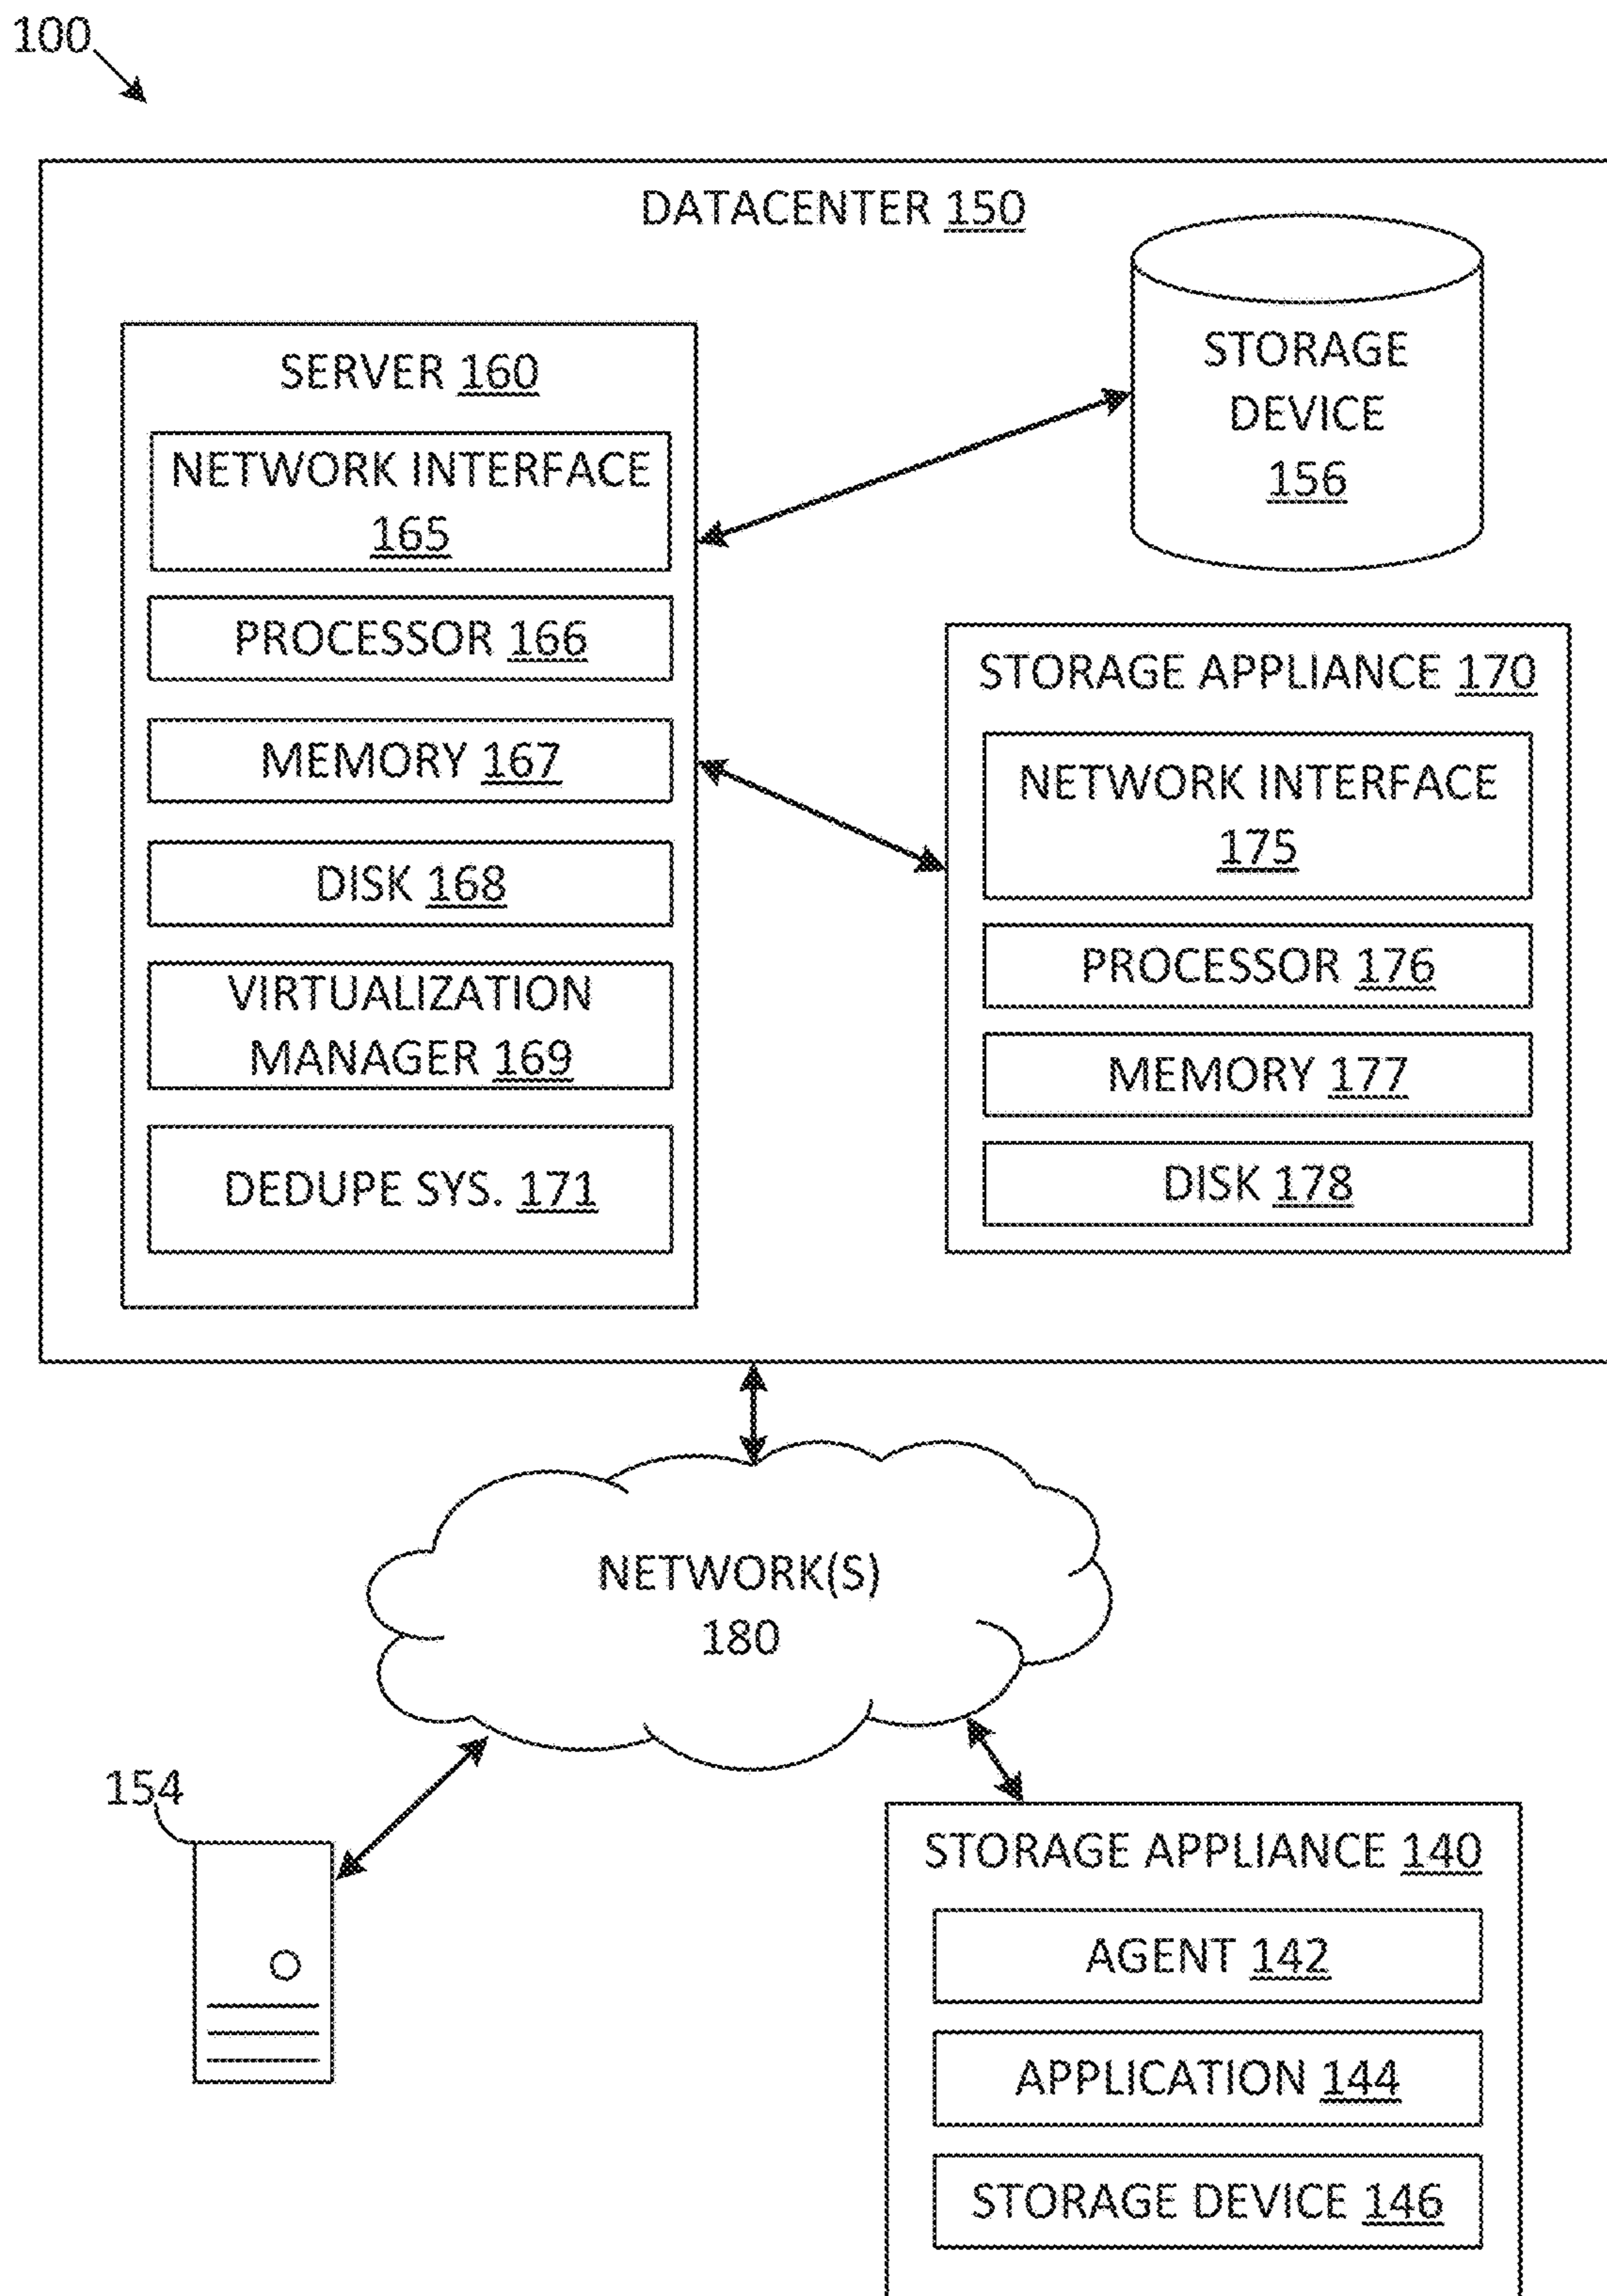 100
DATACENTER 150
SERVER 160
NETWORK INTERFACE
165
PROCESSOR 166
MEMORY 167
DISK 168
VIRTUALIZATION
MANAGER 169
DEDUPE SYS. 171
STORAGE
DEVICE
156
STORAGE APPLIANCE 170
NETWORK INTERFACE
175
PROCESSOR 176
MEMORY 177
DISK 178
NETWORK(S)
180
154
STORAGE APPLIANCE 140
AGENT 142
APPLICATION 144
STORAGE DEVICE 146